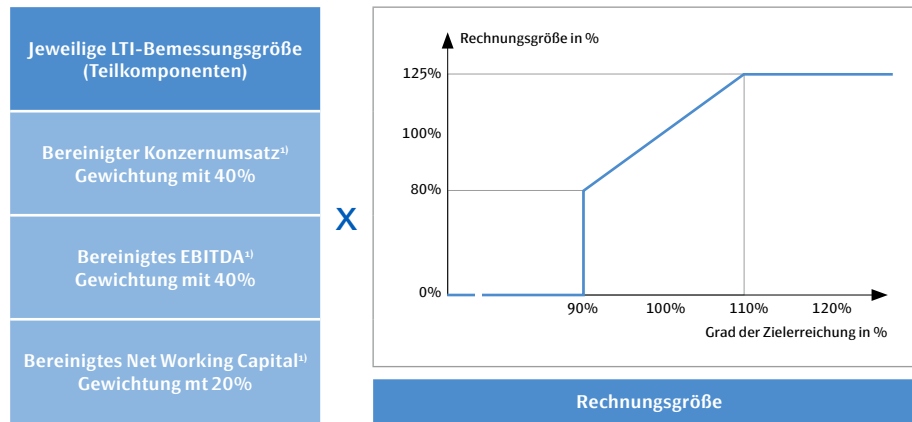 Jeweilige LTI-Bemessungsgröße
(Teilkomponenten)
Bereinigter Konzernumsatz¹⁾
Gewichtung mit 40%
Bereinigtes EBITDA¹⁾
Gewichtung mit 40%
Bereinigtes Net Working Capital¹⁾
Gewichtung mt 20%
X
Rechnungsgröße in %
125%
100%
80%
0%
90% 100% 110% 120%
Grad der Zielerreichung in %
Rechnungsgröße